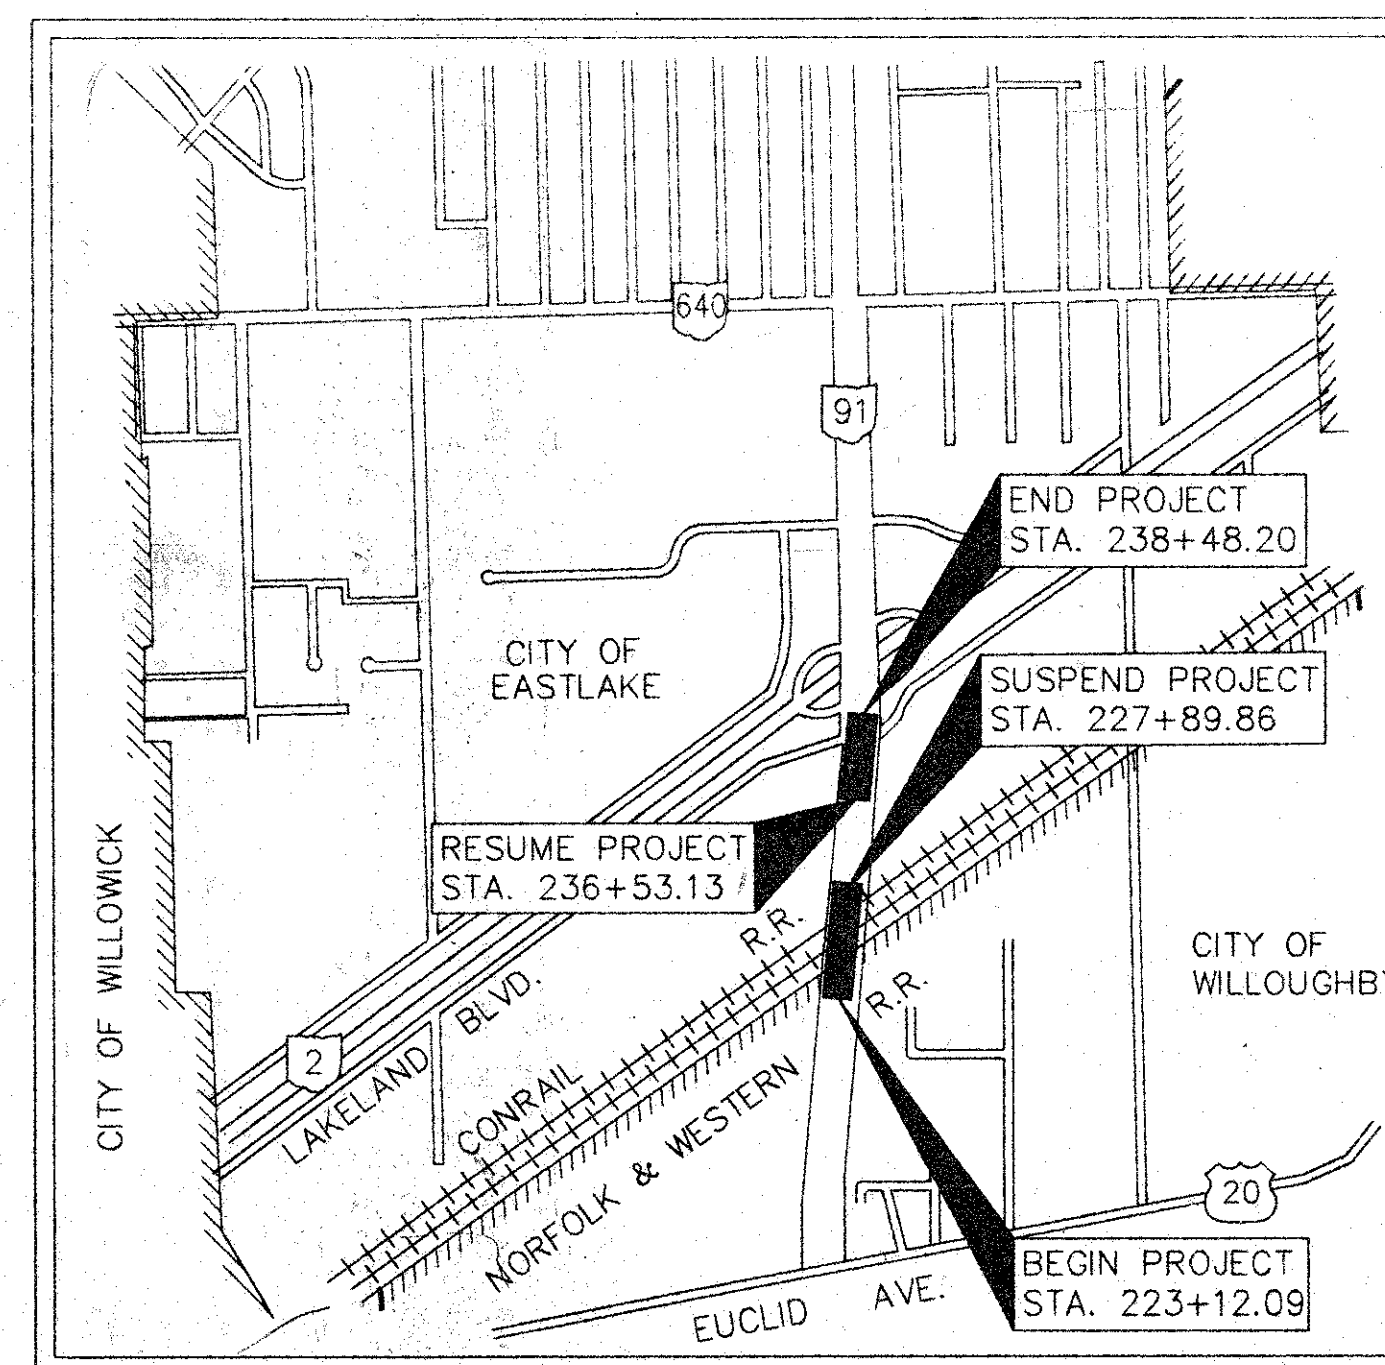 640
91
END PROJECT
STA. 238+48.20
CITY OF
EASTLAKE
SUSPEND PROJECT
STA. 227+89.86
RESUME PROJECT
STA. 236+53.13
CITY OF WILLOWICK
R.R.
CITY OF
WILLOUGHBY
R.R.
2
LAKELAND BLVD.
CONRAIL
NORFOLK & WESTERN
20
BEGIN PROJECT
STA. 223+12.09
EUCLID AVE.